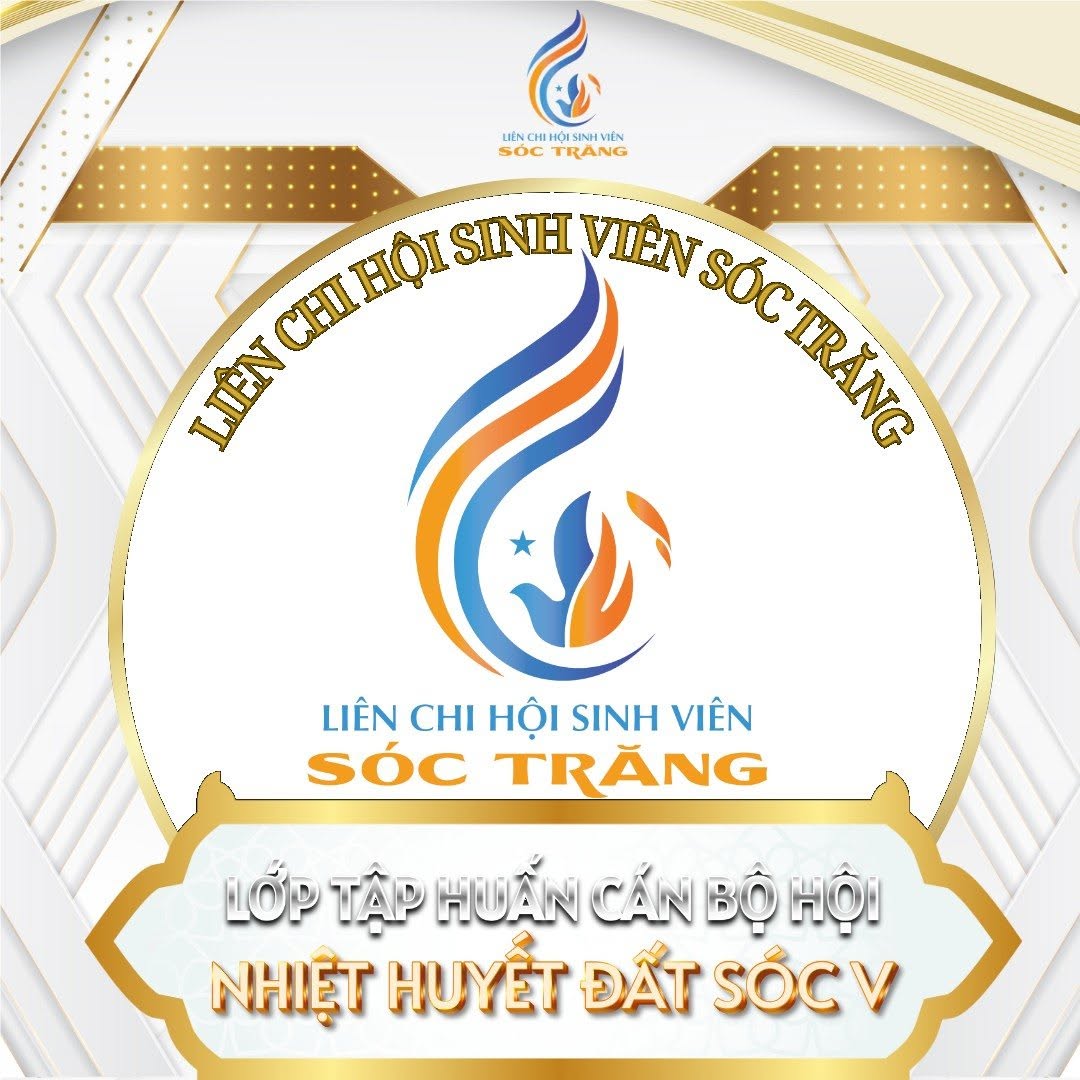 LIÊN CHI HỘI SINH VIÊN
SÓC TRĂNG
LIÊN CHI HỘI SINH VIÊN SÓC TRĂNG
LIÊN CHI HỘI SINH VIÊN
SÓC TRĂNG
LỚP TẬP HUẤN CÁN BỘ HỘI
NHIỆT HUYẾT ĐẤT SÓC V